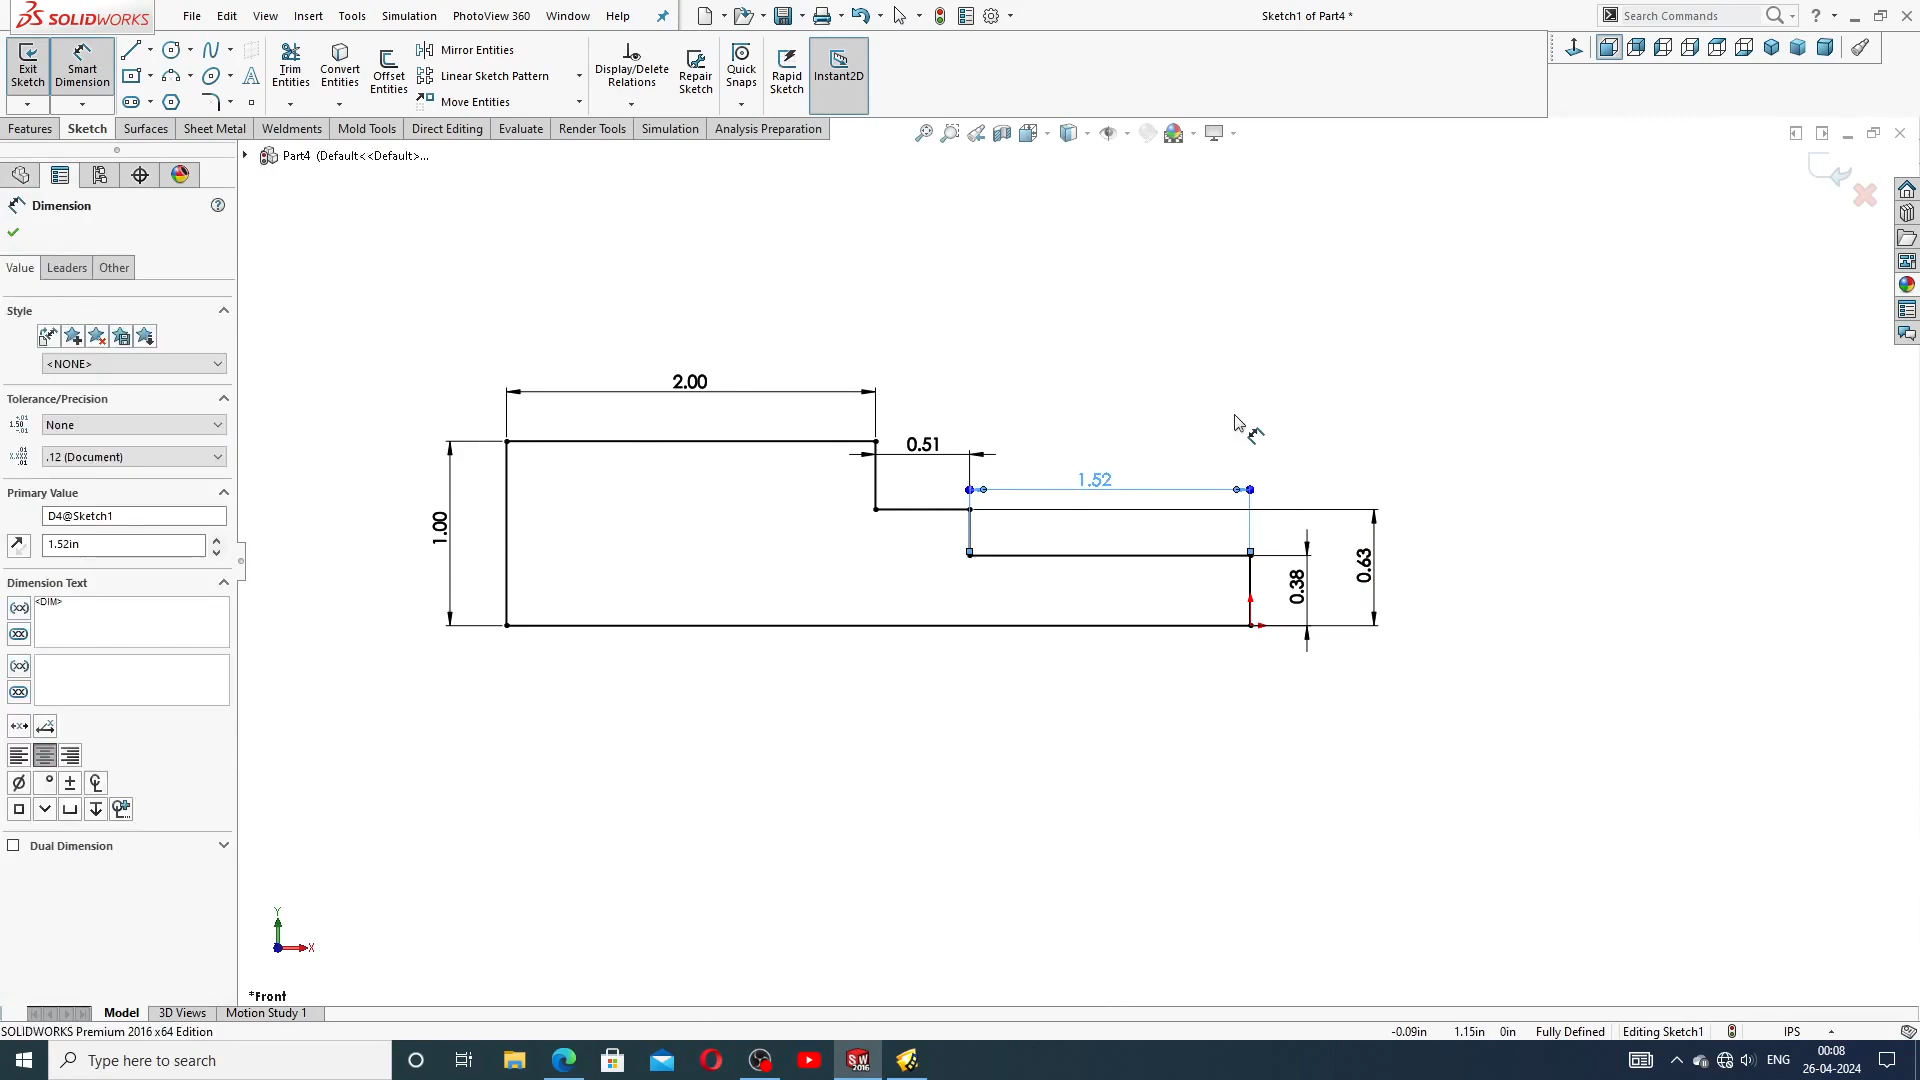 SOLIDWORKS File Edit View Insert Tools Simulation PhotoView 360 Window Help Sketch1 of Part4 * Search Commands ?
Exit Sketch Smart Dimension Trim Entities Convert Entities Offset Entities Mirror Entities Linear Sketch Pattern Move Entities Display/Delete Relations Repair Sketch Quick Snaps Rapid Sketch Instant2D
Features Sketch Surfaces Sheet Metal Weldments Mold Tools Direct Editing Evaluate Render Tools Simulation Analysis Preparation
Part4 (Default<<Default>...
Dimension
Value Leaders Other
Style
<NONE>
Tolerance/Precision
None
.12 (Document)
Primary Value
D4@Sketch1
1.52in
Dimension Text
<DIM>
Dual Dimension
2.00
0.51
1.52
1.00
0.38
0.63
Y
X
*Front
Model 3D Views Motion Study 1
SOLIDWORKS Premium 2016 x64 Edition -0.09in 1.15in 0in Fully Defined Editing Sketch1 IPS
Type here to search ENG 00:08
26-04-2024